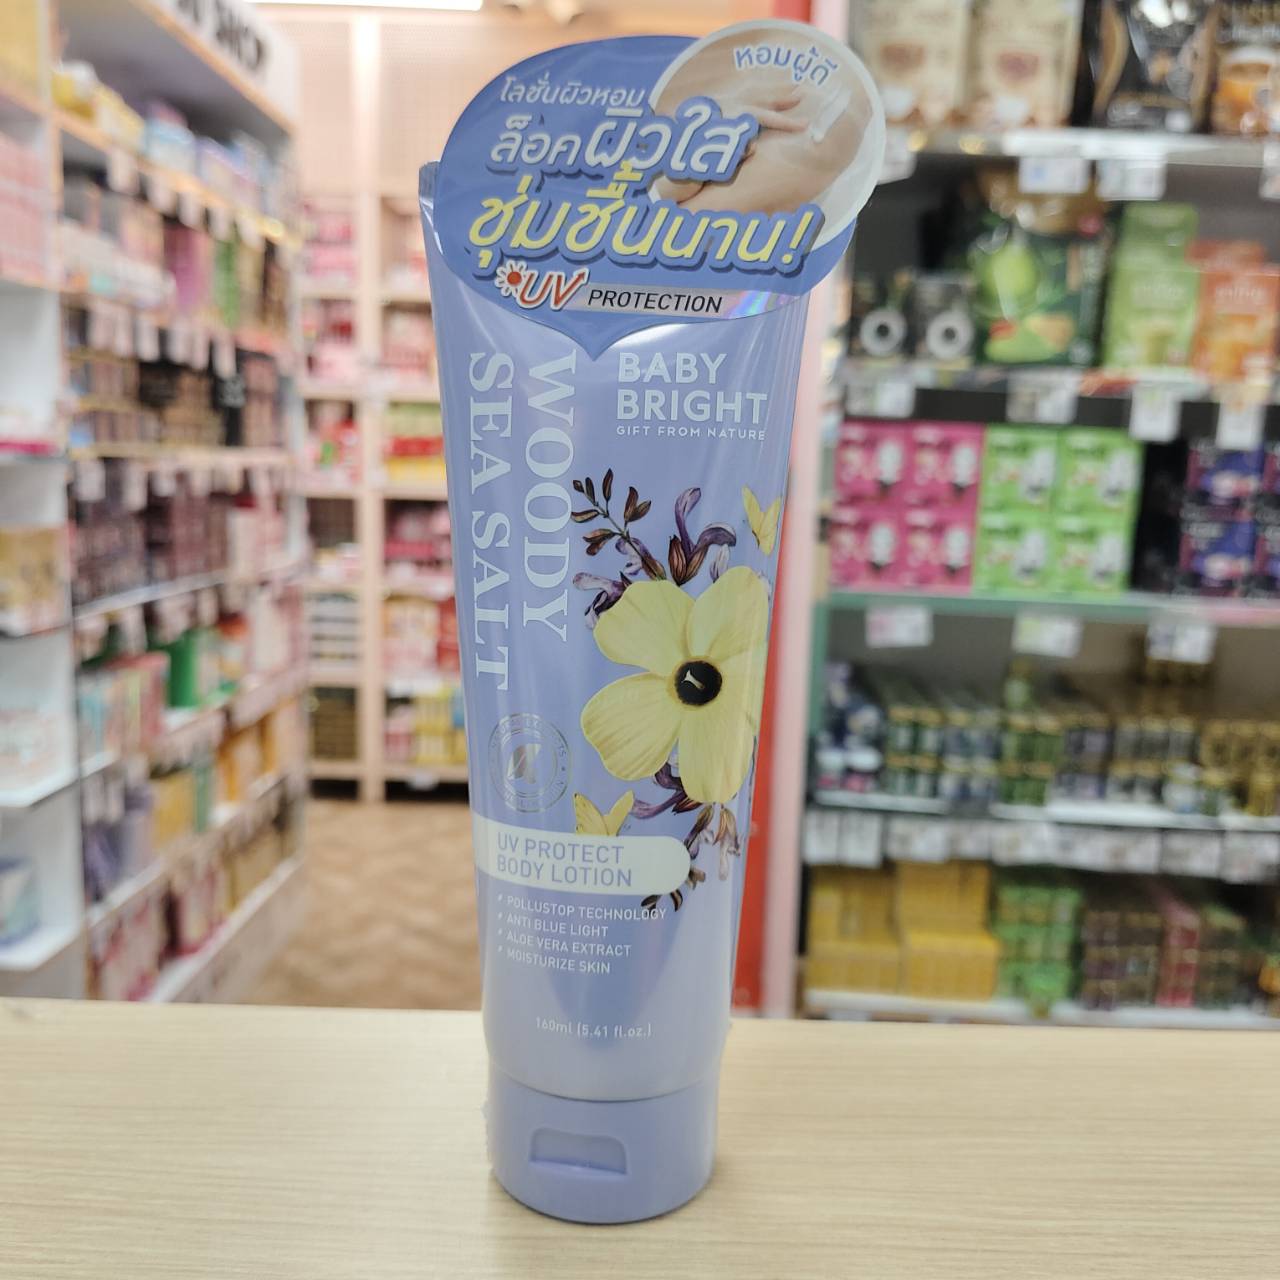 หอมผู้ดี
โลชั่นผิวหอม
ล็อคผิวใส
ชุ่มชื้นนาน!
UV PROTECTION
BABY
BRIGHT
GIFT FROM NATURE
WOODY
SEA SALT
UV PROTECT
BODY LOTION
POLLUSTOP TECHNOLOGY
ANTI BLUE LIGHT
ALOE VERA EXTRACT
MOISTURIZE SKIN
160ml (5.41 fl.oz.)